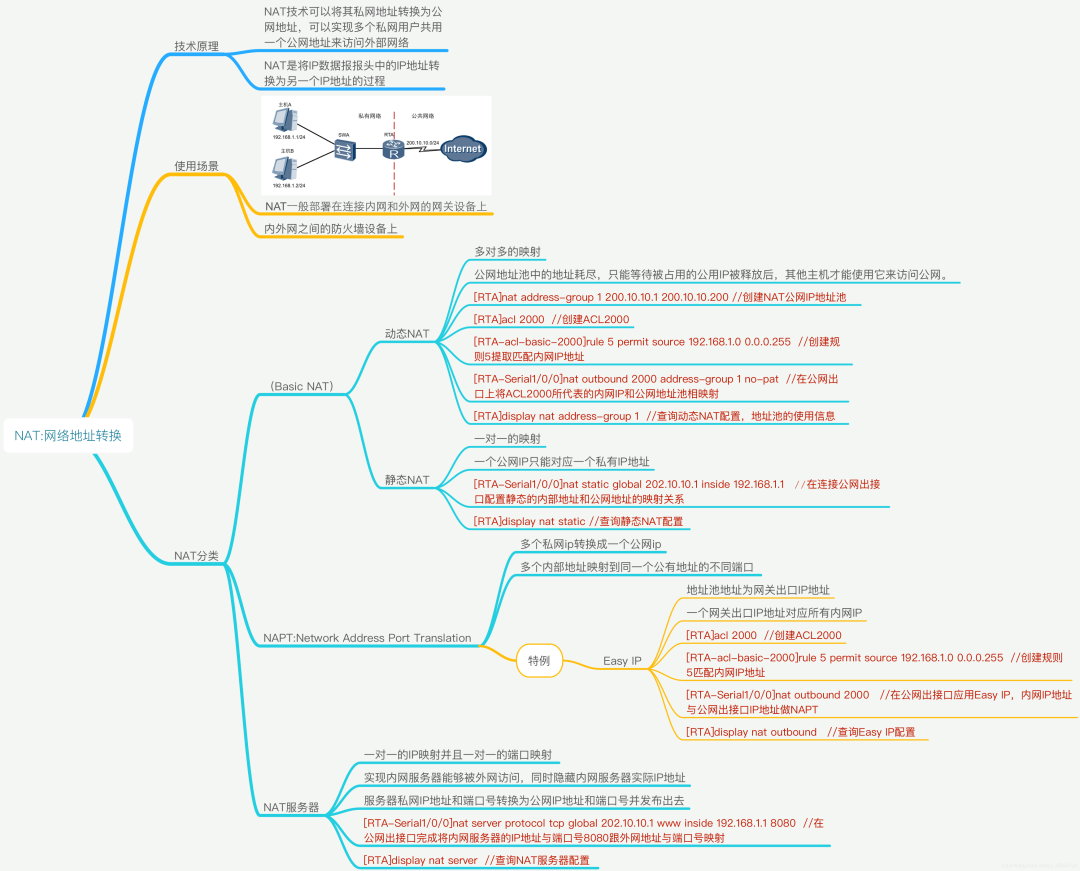 NAT技术可以将其私网地址转换为公
网地址，可以实现多个私网用户共用
一个公网地址来访问外部网络
技术原理
NAT是将IP数据报报头中的IP地址转
换为另一个IP地址的过程
主机A
私有网络
公共网络
192.168.1.1/24
SWA
RTA
200.10.10.0/24
R
Internet
主机B
192.168.1.2/24
使用场景
NAT一般部署在连接内网和外网的网关设备上
内外网之间的防火墙设备上
多对多的映射
公网地址池中的地址耗尽，只能等待被占用的公用IP被释放后，其他主机才能使用它来访问公网。
[RTA]nat address-group 1 200.10.10.1 200.10.10.200 //创建NAT公网IP地址池
[RTA]acl 2000 //创建ACL2000
动态NAT
[RTA-acl-basic-2000]rule 5 permit source 192.168.1.0 0.0.0.255 //创建规
则5提取匹配内网IP地址
[RTA-Serial1/0/0]nat outbound 2000 address-group 1 no-pat //在公网出
口上将ACL2000所代表的内网IP和公网地址池相映射
[RTA]display nat address-group 1 //查询动态NAT配置，地址池的使用信息
（Basic NAT）
一对一的映射
一个公网IP只能对应一个私有IP地址
静态NAT
[RTA-Serial1/0/0]nat static global 202.10.10.1 inside 192.168.1.1 //在连接公网出接
口配置静态的内部地址和公网地址的映射关系
[RTA]display nat static //查询静态NAT配置
NAT:网络地址转换
NAT分类
多个私网ip转换成一个公网ip
多个内部地址映射到同一个公有地址的不同端口
NAPT:Network Address Port Translation
特例
Easy IP
地址池地址为网关出口IP地址
一个网关出口IP地址对应所有内网IP
[RTA]acl 2000 //创建ACL2000
[RTA-acl-basic-2000]rule 5 permit source 192.168.1.0 0.0.0.255 //创建规则
5匹配内网IP地址
[RTA-Serial1/0/0]nat outbound 2000 //在公网出接口应用Easy IP，内网IP地址
与公网出接口IP地址做NAPT
[RTA]display nat outbound //查询Easy IP配置
一对一的IP映射并且一对一的端口映射
实现内网服务器能够被外网访问，同时隐藏内网服务器实际IP地址
NAT服务器
服务器私网IP地址和端口号转换为公网IP地址和端口号并发布出去
[RTA-Serial1/0/0]nat server protocol tcp global 202.10.10.1 www inside 192.168.1.1 8080 //在
公网出接口完成将内网服务器的IP地址与端口号8080跟外网地址与端口号映射
[RTA]display nat server //查询NAT服务器配置